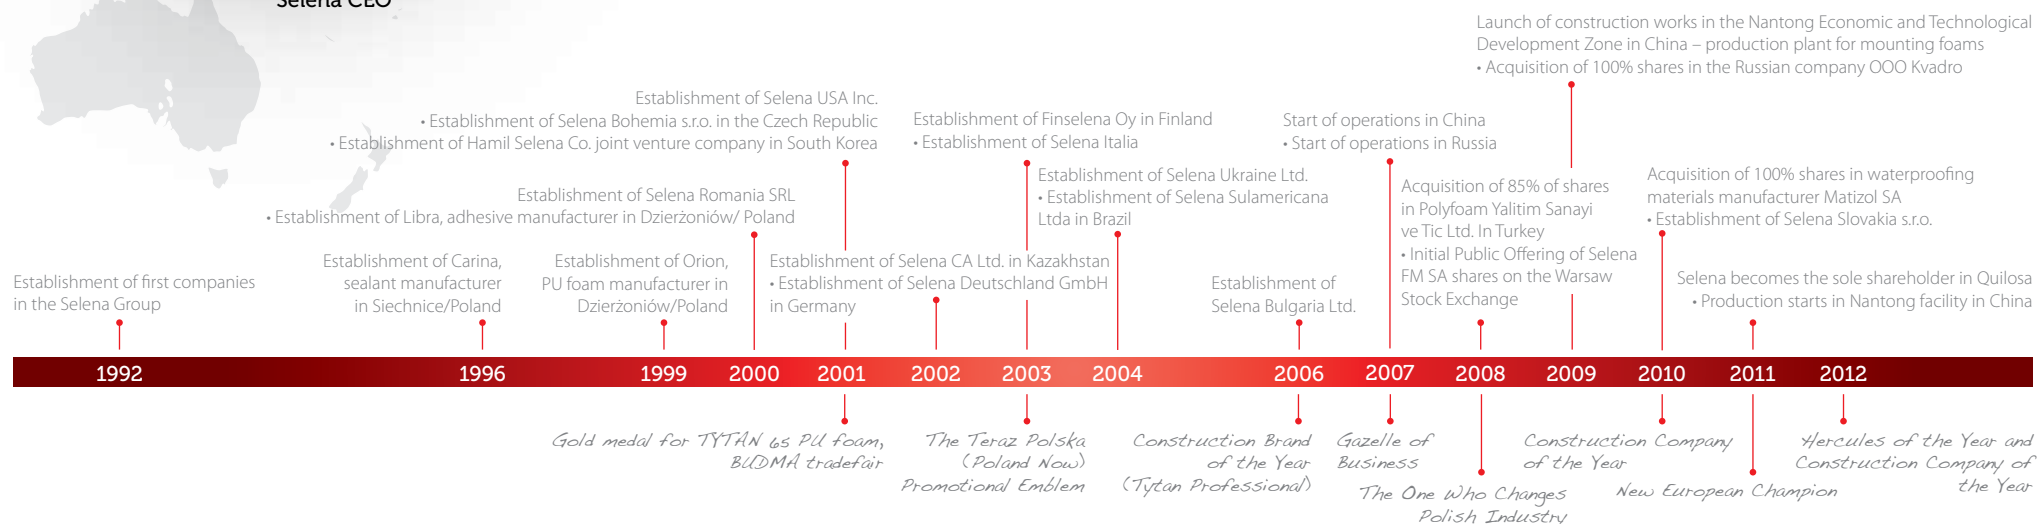 Selena CEO
Launch of construction works in the Nantong Economic and Technological
Development Zone in China – production plant for mounting foams
• Acquisition of 100% shares in the Russian company OOO Kvadro
Establishment of Selena USA Inc.
• Establishment of Selena Bohemia s.r.o. in the Czech Republic
• Establishment of Hamil Selena Co. joint venture company in South Korea
Establishment of Finselena Oy in Finland
• Establishment of Selena Italia
Start of operations in China
• Start of operations in Russia
Establishment of Selena Romania SRL
• Establishment of Libra, adhesive manufacturer in Dzierżoniów/ Poland
Establishment of Selena Ukraine Ltd.
• Establishment of Selena Sulamericana
Ltda in Brazil
Acquisition of 85% of shares
in Polyfoam Yalitim Sanayi
ve Tic Ltd. In Turkey
• Initial Public Offering of Selena
FM SA shares on the Warsaw
Stock Exchange
Acquisition of 100% shares in waterproofing
materials manufacturer Matizol SA
• Establishment of Selena Slovakia s.r.o.
Establishment of first companies
in the Selena Group
Establishment of Carina,
sealant manufacturer
in Siechnice/Poland
Establishment of Orion,
PU foam manufacturer in
Dzierżoniów/Poland
Establishment of Selena CA Ltd. in Kazakhstan
• Establishment of Selena Deutschland GmbH
in Germany
Establishment of
Selena Bulgaria Ltd.
Selena becomes the sole shareholder in Quilosa
• Production starts in Nantong facility in China
1992 1996 1999 2000 2001 2002 2003 2004 2006 2007 2008 2009 2010 2011 2012
Gold medal for TYTAN 65 PU foam,
BUDMA tradefair
The Teraz Polska
(Poland Now)
Promotional Emblem
Construction Brand
of the Year
(Tytan Professional)
Gazelle of
Business
The One Who Changes
Polish Industry
Construction Company
of the Year
New European Champion
Hercules of the Year and
Construction Company of
the Year